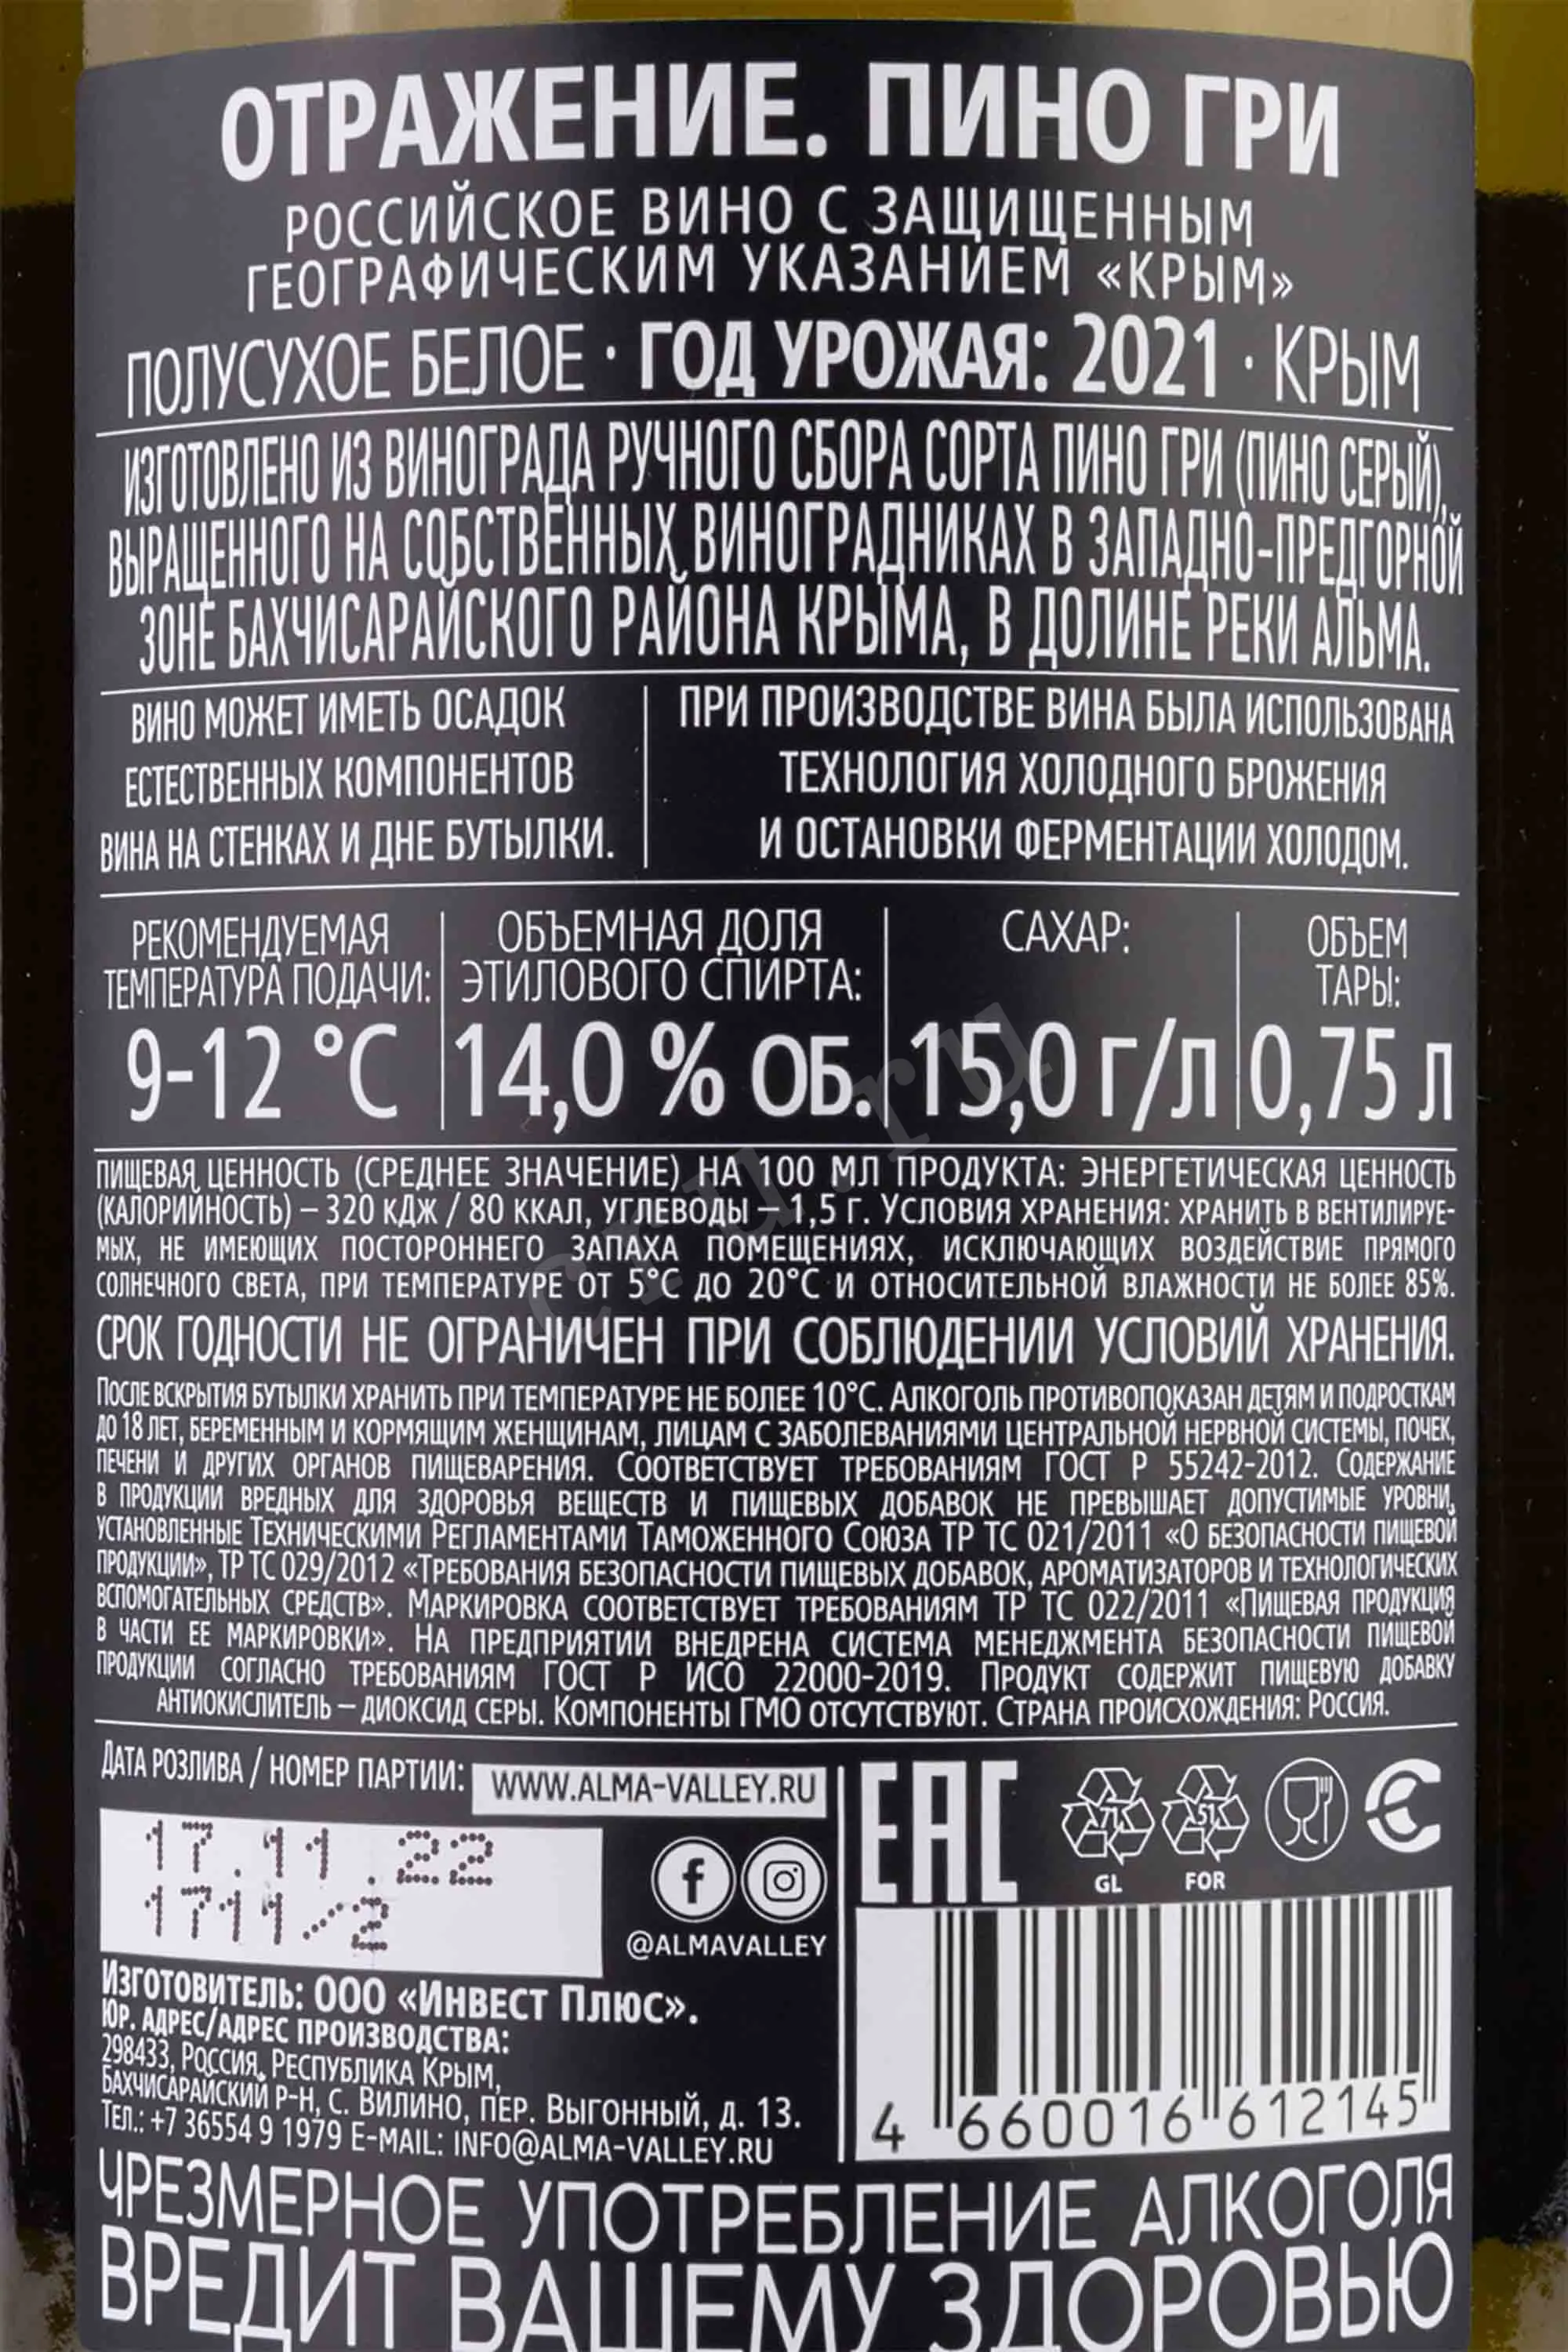 ОТРАЖЕНИЕ. ПИНО ГРИ
РОССИЙСКОЕ ВИНО С ЗАЩИЩЕННЫМ
ГЕОГРАФИЧЕСКИМ УКАЗАНИЕМ «КРЫМ»
ПОЛУСУХОЕ БЕЛОЕ · ГОД УРОЖАЯ: 2021 · КРЫМ
ИЗГОТОВЛЕНО ИЗ ВИНОГРАДА РУЧНОГО СБОРА СОРТА ПИНО ГРИ (ПИНО СЕРЫЙ),
ВЫРАЩЕННОГО НА СОБСТВЕННЫХ ВИНОГРАДНИКАХ В ЗАПАДНО-ПРЕДГОРНОЙ
ЗОНЕ БАХЧИСАРАЙСКОГО РАЙОНА КРЫМА, В ДОЛИНЕ РЕКИ АЛЬМА.
ВИНО МОЖЕТ ИМЕТЬ ОСАДОК
ЕСТЕСТВЕННЫХ КОМПОНЕНТОВ
ВИНА НА СТЕНКАХ И ДНЕ БУТЫЛКИ.
ПРИ ПРОИЗВОДСТВЕ ВИНА БЫЛА ИСПОЛЬЗОВАНА
ТЕХНОЛОГИЯ ХОЛОДНОГО БРОЖЕНИЯ
И ОСТАНОВКИ ФЕРМЕНТАЦИИ ХОЛОДОМ.
РЕКОМЕНДУЕМАЯ
ТЕМПЕРАТУРА ПОДАЧИ:
9-12 °C
ОБЪЕМНАЯ ДОЛЯ
ЭТИЛОВОГО СПИРТА:
14,0 % ОБ.
САХАР:
15,0 Г/Л
ОБЪЕМ
ТАРЫ:
0,75 Л
ПИЩЕВАЯ ЦЕННОСТЬ (СРЕДНЕЕ ЗНАЧЕНИЕ) НА 100 МЛ ПРОДУКТА: ЭНЕРГЕТИЧЕСКАЯ ЦЕННОСТЬ
(КАЛОРИЙНОСТЬ) – 320 КДЖ / 80 ККАЛ, УГЛЕВОДЫ – 1,5 Г. УСЛОВИЯ ХРАНЕНИЯ: ХРАНИТЬ В ВЕНТИЛИРУЕ-
МЫХ, НЕ ИМЕЮЩИХ ПОСТОРОННЕГО ЗАПАХА ПОМЕЩЕНИЯХ, ИСКЛЮЧАЮЩИХ ВОЗДЕЙСТВИЕ ПРЯМОГО
СОЛНЕЧНОГО СВЕТА, ПРИ ТЕМПЕРАТУРЕ ОТ 5°C ДО 20°C И ОТНОСИТЕЛЬНОЙ ВЛАЖНОСТИ НЕ БОЛЕЕ 85%.
СРОК ГОДНОСТИ НЕ ОГРАНИЧЕН ПРИ СОБЛЮДЕНИИ УСЛОВИЙ ХРАНЕНИЯ.
ПОСЛЕ ВСКРЫТИЯ БУТЫЛКИ ХРАНИТЬ ПРИ ТЕМПЕРАТУРЕ НЕ БОЛЕЕ 10°C. АЛКОГОЛЬ ПРОТИВОПОКАЗАН ДЕТЯМ И ПОДРОСТКАМ
ДО 18 ЛЕТ, БЕРЕМЕННЫМ И КОРМЯЩИМ ЖЕНЩИНАМ, ЛИЦАМ С ЗАБОЛЕВАНИЯМИ ЦЕНТРАЛЬНОЙ НЕРВНОЙ СИСТЕМЫ, ПОЧЕК,
ПЕЧЕНИ И ДРУГИХ ОРГАНОВ ПИЩЕВАРЕНИЯ. СООТВЕТСТВУЕТ ТРЕБОВАНИЯМ ГОСТ Р 55242-2012. СОДЕРЖАНИЕ
В ПРОДУКЦИИ ВРЕДНЫХ ДЛЯ ЗДОРОВЬЯ ВЕЩЕСТВ И ПИЩЕВЫХ ДОБАВОК НЕ ПРЕВЫШАЕТ ДОПУСТИМЫЕ УРОВНИ,
УСТАНОВЛЕННЫЕ ТЕХНИЧЕСКИМИ РЕГЛАМЕНТАМИ ТАМОЖЕННОГО СОЮЗА ТР ТС 021/2011 «О БЕЗОПАСНОСТИ ПИЩЕВОЙ
ПРОДУКЦИИ», ТР ТС 029/2012 «ТРЕБОВАНИЯ БЕЗОПАСНОСТИ ПИЩЕВЫХ ДОБАВОК, АРОМАТИЗАТОРОВ И ТЕХНОЛОГИЧЕСКИХ
ВСПОМОГАТЕЛЬНЫХ СРЕДСТВ». МАРКИРОВКА СООТВЕТСТВУЕТ ТРЕБОВАНИЯМ ТР ТС 022/2011 «ПИЩЕВАЯ ПРОДУКЦИЯ
В ЧАСТИ ЕЕ МАРКИРОВКИ». НА ПРЕДПРИЯТИИ ВНЕДРЕНА СИСТЕМА МЕНЕДЖМЕНТА БЕЗОПАСНОСТИ ПИЩЕВОЙ
ПРОДУКЦИИ СОГЛАСНО ТРЕБОВАНИЯМ ГОСТ Р ИСО 22000-2019. ПРОДУКТ СОДЕРЖИТ ПИЩЕВУЮ ДОБАВКУ
АНТИОКИСЛИТЕЛЬ – ДИОКСИД СЕРЫ. КОМПОНЕНТЫ ГМО ОТСУТСТВУЮТ. СТРАНА ПРОИСХОЖДЕНИЯ: РОССИЯ.
ДАТА РОЗЛИВА / НОМЕР ПАРТИИ:
17.11.22
1711/2
WWW.ALMA-VALLEY.RU
@ALMAVALLEY
EAC
71
GL
51
FOR
ИЗГОТОВИТЕЛЬ: ООО «ИНВЕСТ ПЛЮС».
ЮР. АДРЕС/АДРЕС ПРОИЗВОДСТВА:
298433, РОССИЯ, РЕСПУБЛИКА КРЫМ,
БАХЧИСАРАЙСКИЙ Р-Н, С. ВИЛИНО, ПЕР. ВЫГОННЫЙ, Д. 13.
ТЕЛ.: +7 36554 9 1979 E-MAIL: INFO@ALMA-VALLEY.RU
4 660016 612145
ЧРЕЗМЕРНОЕ УПОТРЕБЛЕНИЕ АЛКОГОЛЯ
ВРЕДИТ ВАШЕМУ ЗДОРОВЬЮ
cru.ru